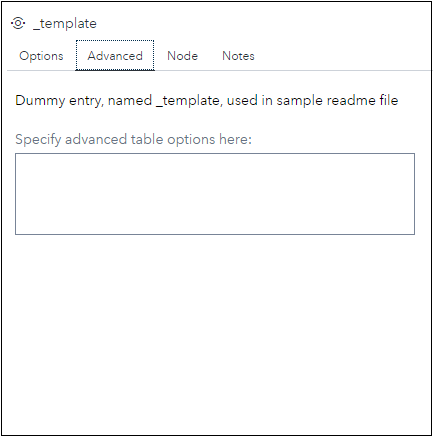 _template
Options Advanced Node Notes
Dummy entry, named _template, used in sample readme file
Specify advanced table options here: